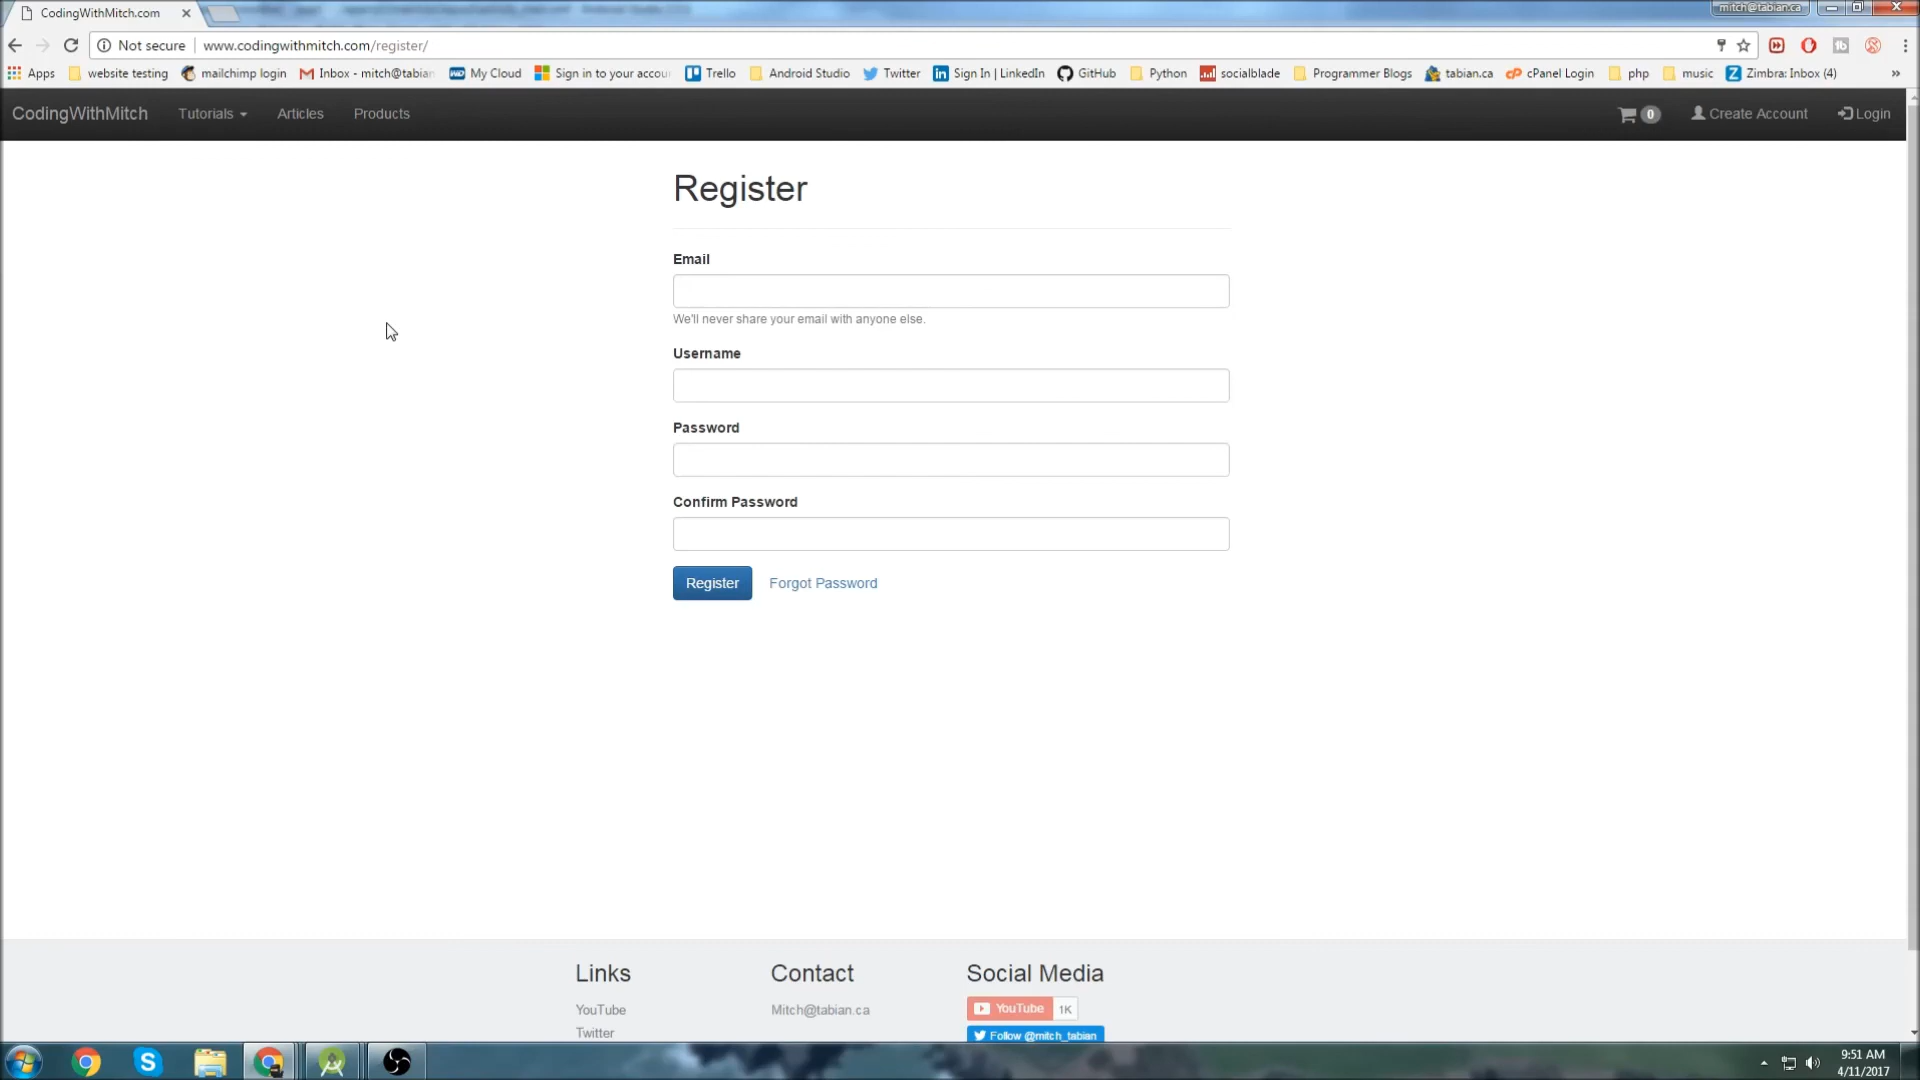 CodingWithMitch.com
mitch@tabian.ca
Not secure
www.codingwithmitch.com/register/
Apps
website testing
mailchimp login
Inbox - mitch@tabian
My Cloud
Sign in to your accou
Trello
Android Studio
Twitter
Sign In | LinkedIn
GitHub
Python
socialblade
Programmer Blogs
tabian.ca
cPanel Login
php
music
Zimbra: Inbox (4)
»
CodingWithMitch
Tutorials
Articles
Products
0
Create Account
Login
Register
Email
We'll never share your email with anyone else.
Username
Password
Confirm Password
Register
Forgot Password
Links
Contact
Social Media
YouTube
Mitch@tabian.ca
YouTube
1K
Twitter
Follow @mitch_tabian
9:51 AM
4/11/2017